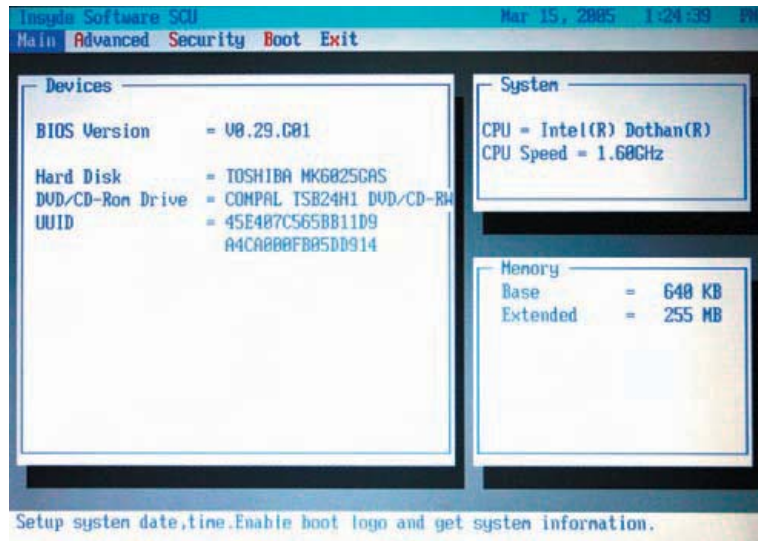 Insyde Software SCU Mar 15, 2005 1:24:39 PM
Main Advanced Security Boot Exit
Devices
BIOS Version = V0.29.G01
Hard Disk = TOSHIBA MK6025GAS
DVD/CD-Rom Drive = COMPAL TSB24H1 DVD/CD-RW
UUID = 45E407C565BB11D9
A4CA000FB05DD914
System
CPU = Intel(R) Dothan(R)
CPU Speed = 1.60GHz
Memory
Base = 640 KB
Extended = 255 MB
Setup system date,time.Enable boot logo and get system information.